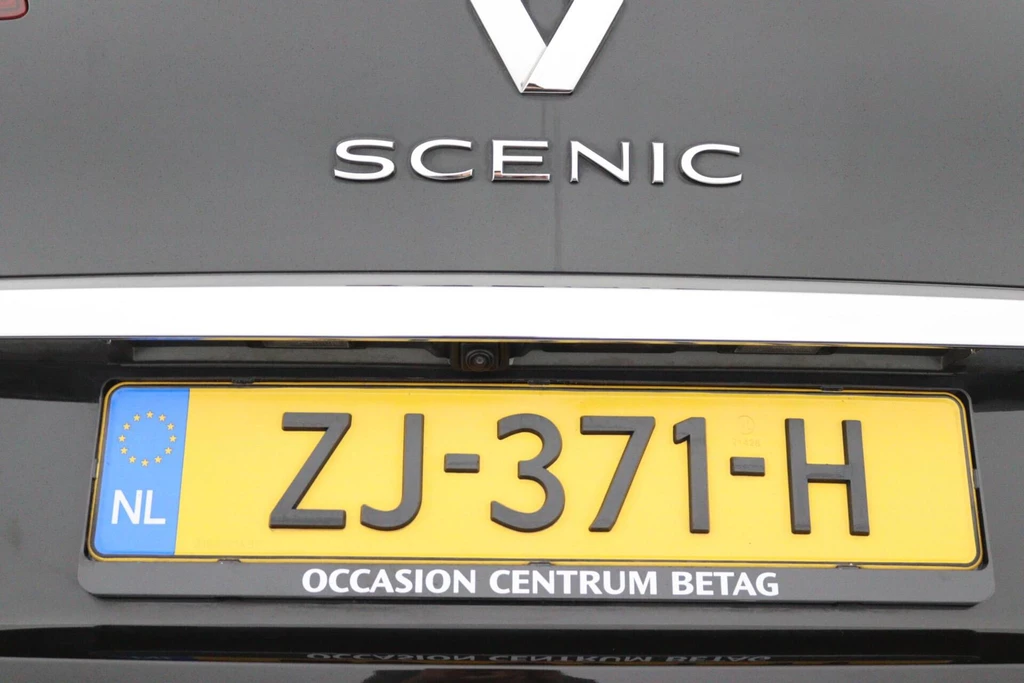 SCENIC
NL ZJ-371-H
OCCASION CENTRUM BETAG